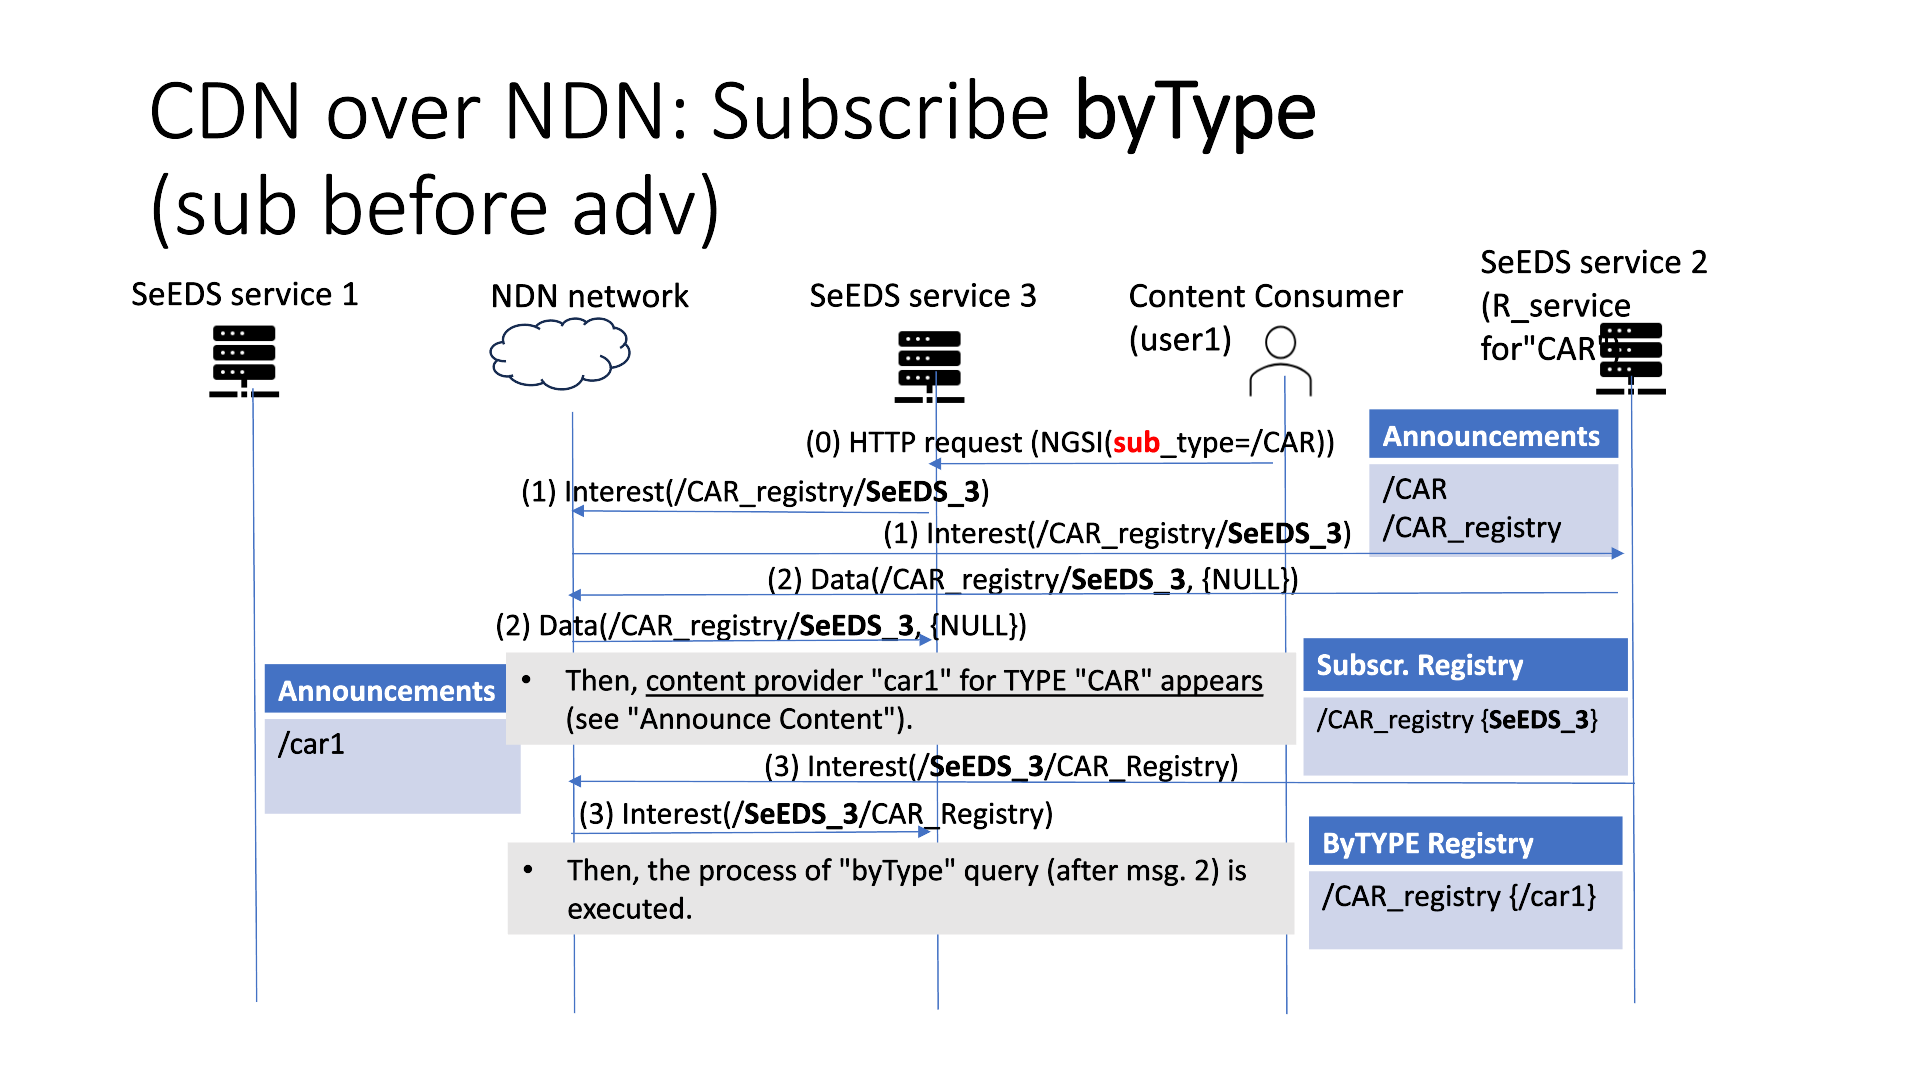 CDN over NDN: Subscribe byType
(sub before adv)
SeEDS service 1
NDN network
SeEDS service 3
Content Consumer
(user1)
SeEDS service 2
(R_service
for"CAR")
(0) HTTP request (NGSI(sub_type=/CAR))
Announcements
/CAR
/CAR_registry
(1) Interest(/CAR_registry/SeEDS_3)
(1) Interest(/CAR_registry/SeEDS_3)
(2) Data(/CAR_registry/SeEDS_3, {NULL})
(2) Data(/CAR_registry/SeEDS_3, {NULL})
Announcements
/car1
• Then, content provider "car1" for TYPE "CAR" appears
(see "Announce Content").
Subscr. Registry
/CAR_registry {SeEDS_3}
(3) Interest(/SeEDS_3/CAR_Registry)
(3) Interest(/SeEDS_3/CAR_Registry)
• Then, the process of "byType" query (after msg. 2) is
executed.
ByTYPE Registry
/CAR_registry {/car1}